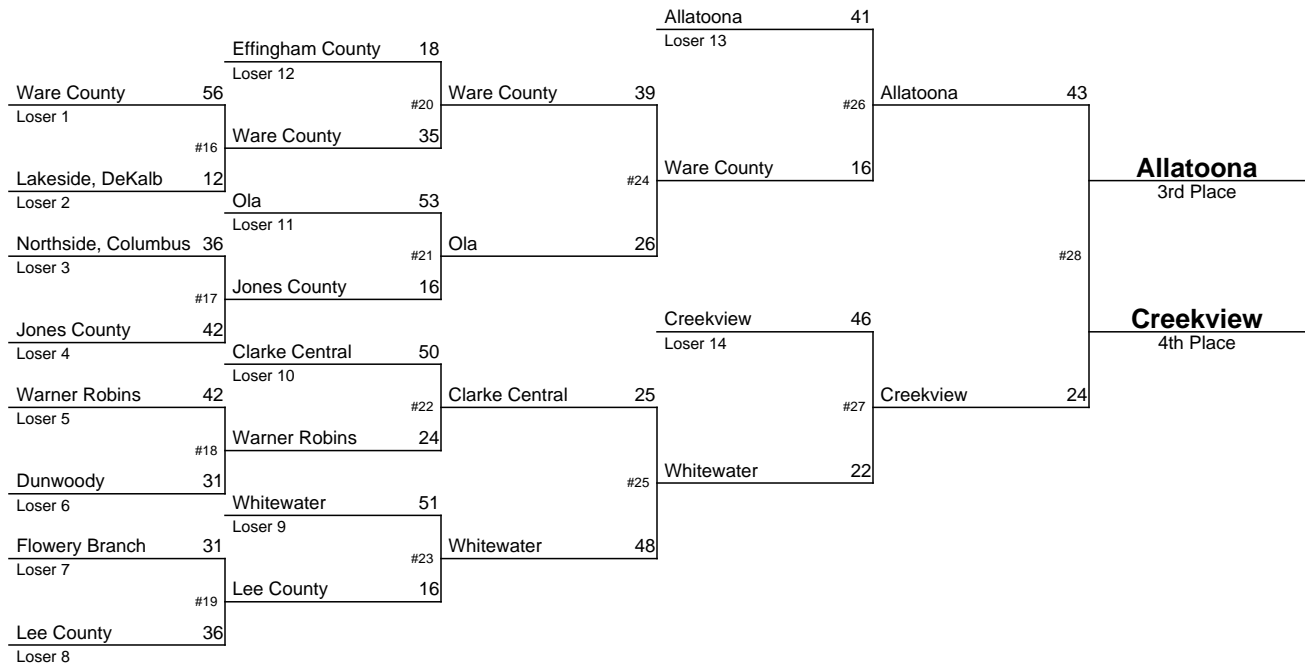 Allatoona 41
Loser 13
Effingham County 18
Loser 12
Ware County 56
Loser 1
#20
Ware County 39
#26
Allatoona 43
#16
Ware County 35
Lakeside, DeKalb 12
Loser 2
#24
Ware County 16
Allatoona
3rd Place
Ola 53
Loser 11
Northside, Columbus 36
Loser 3
#21
Ola 26
#28
#17
Jones County 16
Jones County 42
Loser 4
Creekview 46
Loser 14
Creekview
4th Place
Clarke Central 50
Loser 10
Warner Robins 42
Loser 5
#22
Clarke Central 25
#27
Creekview 24
#18
Warner Robins 24
Dunwoody 31
Loser 6
#25
Whitewater 22
Whitewater 51
Loser 9
Flowery Branch 31
Loser 7
#23
Whitewater 48
#19
Lee County 16
Lee County 36
Loser 8